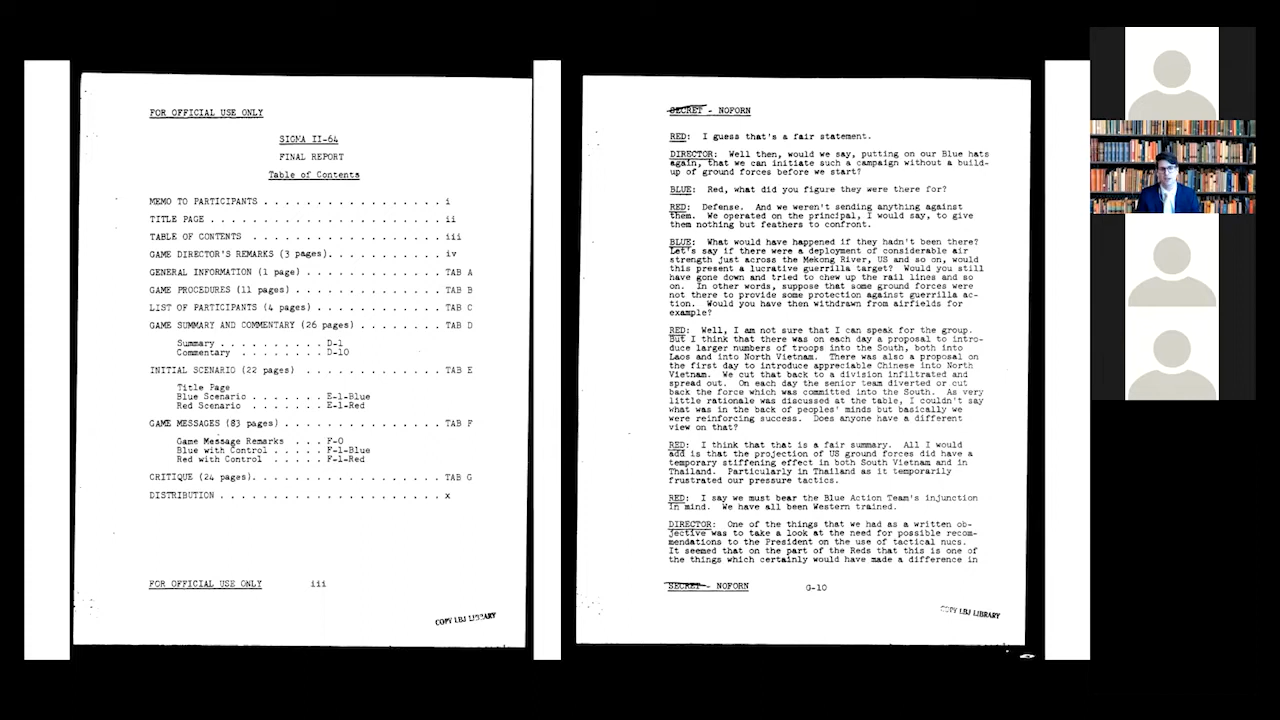 FOR OFFICIAL USE ONLY
SIGMA II-64
FINAL REPORT
Table of Contents
MEMO TO PARTICIPANTS . . . . . . . . . . . . . . . . . . . . i
TITLE PAGE . . . . . . . . . . . . . . . . . . . . . . . . . ii
TABLE OF CONTENTS . . . . . . . . . . . . . . . . . . . . . iii
GAME DIRECTOR'S REMARKS (3 pages). . . . . . . . . . . . . iv
GENERAL INFORMATION (1 page) . . . . . . . . . . . . . . . TAB A
GAME PROCEDURES (11 pages) . . . . . . . . . . . . . . . . TAB B
LIST OF PARTICIPANTS (4 pages) . . . . . . . . . . . . . . TAB C
GAME SUMMARY AND COMMENTARY (26 pages) . . . . . . . . . . TAB D
Summary . . . . . . . . . . D-1
Commentary . . . . . . . . D-10
INITIAL SCENARIO (22 pages) . . . . . . . . . . . . . . . TAB E
Title Page
Blue Scenario . . . . . . . E-1-Blue
Red Scenario . . . . . . . E-1-Red
GAME MESSAGES (83 pages) . . . . . . . . . . . . . . . . . TAB F
Game Message Remarks . . . F-0
Blue with Control . . . . . F-1-Blue
Red with Control . . . . . F-1-Red
CRITIQUE (24 pages). . . . . . . . . . . . . . . . . . . . TAB G
DISTRIBUTION . . . . . . . . . . . . . . . . . . . . . . . x
FOR OFFICIAL USE ONLY
iii
COPY LBJ LIBRARY
SECRET - NOFORN
RED: I guess that's a fair statement.
DIRECTOR: Well then, would we say, putting on our Blue hats
again, that we can initiate such a campaign without a build-
up of ground forces before we start?
BLUE: Red, what did you figure they were there for?
RED: Defense. And we weren't sending anything against
them. We operated on the principal, I would say, to give
them nothing but feathers to confront.
BLUE: What would have happened if they hadn't been there?
Let's say if there were a deployment of considerable air
strength just across the Mekong River, US and so on, would
this present a lucrative guerrilla target? Would you still
have gone down and tried to chew up the rail lines and so
on. In other words, suppose that some ground forces were
not there to provide some protection against guerrilla ac-
tion. Would you have then withdrawn from airfields for
example?
RED: Well, I am not sure that I can speak for the group.
But I think that there was on each day a proposal to intro-
duce larger numbers of troops into the South, both into
Laos and into North Vietnam. There was also a proposal on
the first day to introduce appreciable Chinese into North
Vietnam. We cut that back to a division infiltrated and
spread out. On each day the senior team diverted or cut
back the force which was committed into the South. As very
little rationale was discussed at the table, I couldn't say
what was in the back of peoples' minds but basically we
were reinforcing success. Does anyone have a different
view on that?
RED: I think that that is a fair summary. All I would
add is that the projection of US ground forces did have a
temporary stiffening effect in both South Vietnam and in
Thailand. Particularly in Thailand as it temporarily
frustrated our pressure tactics.
RED: I say we must bear the Blue Action Team's injunction
in mind. We have all been Western trained.
DIRECTOR: One of the things that we had as a written ob-
jective was to take a look at the need for possible recom-
mendations to the President on the use of tactical nucs.
It seemed that on the part of the Reds that this is one of
the things which certainly would have made a difference in
SECRET - NOFORN
G-10
COPY LBJ LIBRARY